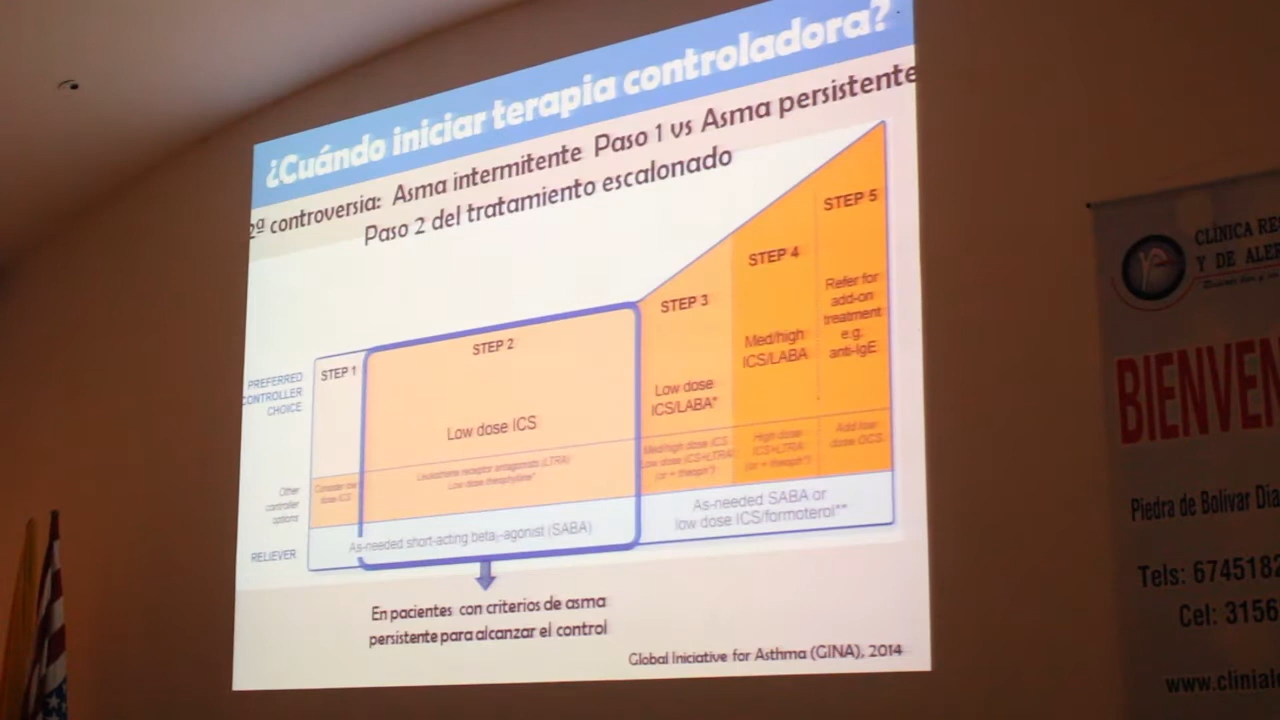 ¿Cuándo iniciar terapia controladora?
2ª controversia: Asma intermitente Paso 1 vs Asma persistente
Paso 2 del tratamiento escalonado
PREFERRED
CONTROLLER
CHOICE
STEP 1
STEP 2
Low dose ICS
STEP 3
Low dose
ICS/LABA*
STEP 4
Med/high
ICS/LABA
STEP 5
Refer for
add-on
treatment
e.g.
anti-IgE
Other
controller
options
Consider low
dose ICS
Leukotriene receptor antagonists (LTRA)
Low dose theophylline*
Med/high dose ICS
Low dose ICS+LTRA
(or + theoph*)
High dose
ICS+LTRA
(or + theoph*)
Add low
dose OCS
RELIEVER
As-needed short-acting beta2-agonist (SABA)
As-needed SABA or
low dose ICS/formoterol**
En pacientes con criterios de asma
persistente para alcanzar el control
Global Iniciative for Asthma (GINA), 2014
CLÍNICA RE
Y DE ALER
BIENVEN
Piedra de Bolivar Dia
Tels: 6745182
Cel: 3156
www.clinial